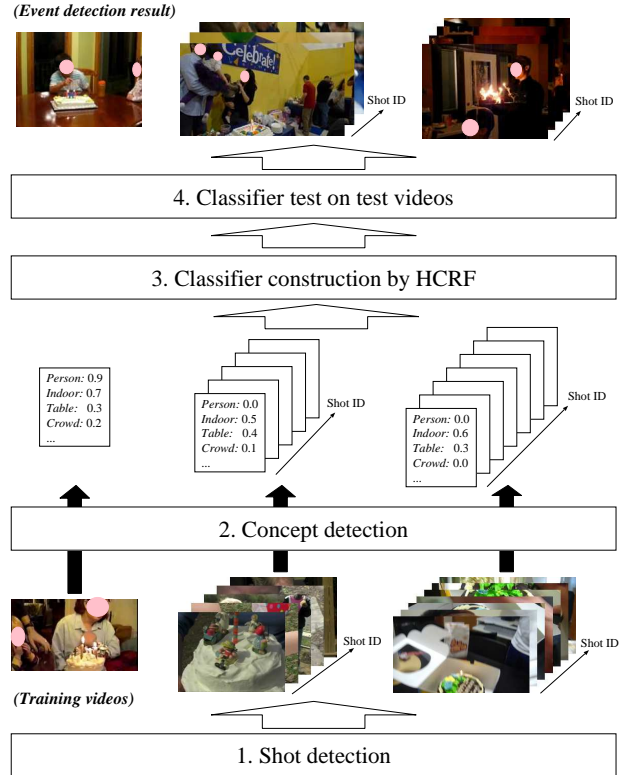 (Event detection result)
Celebrate!
Shot ID
Shot ID
4. Classifier test on test videos
3. Classifier construction by HCRF
Person: 0.9
Indoor: 0.7
Table: 0.3
Crowd: 0.2
...
Person: 0.0
Indoor: 0.5
Table: 0.4
Crowd: 0.1
...
Shot ID
Person: 0.0
Indoor: 0.6
Table: 0.3
Crowd: 0.0
...
Shot ID
2. Concept detection
Shot ID
Shot ID
(Training videos)
1. Shot detection